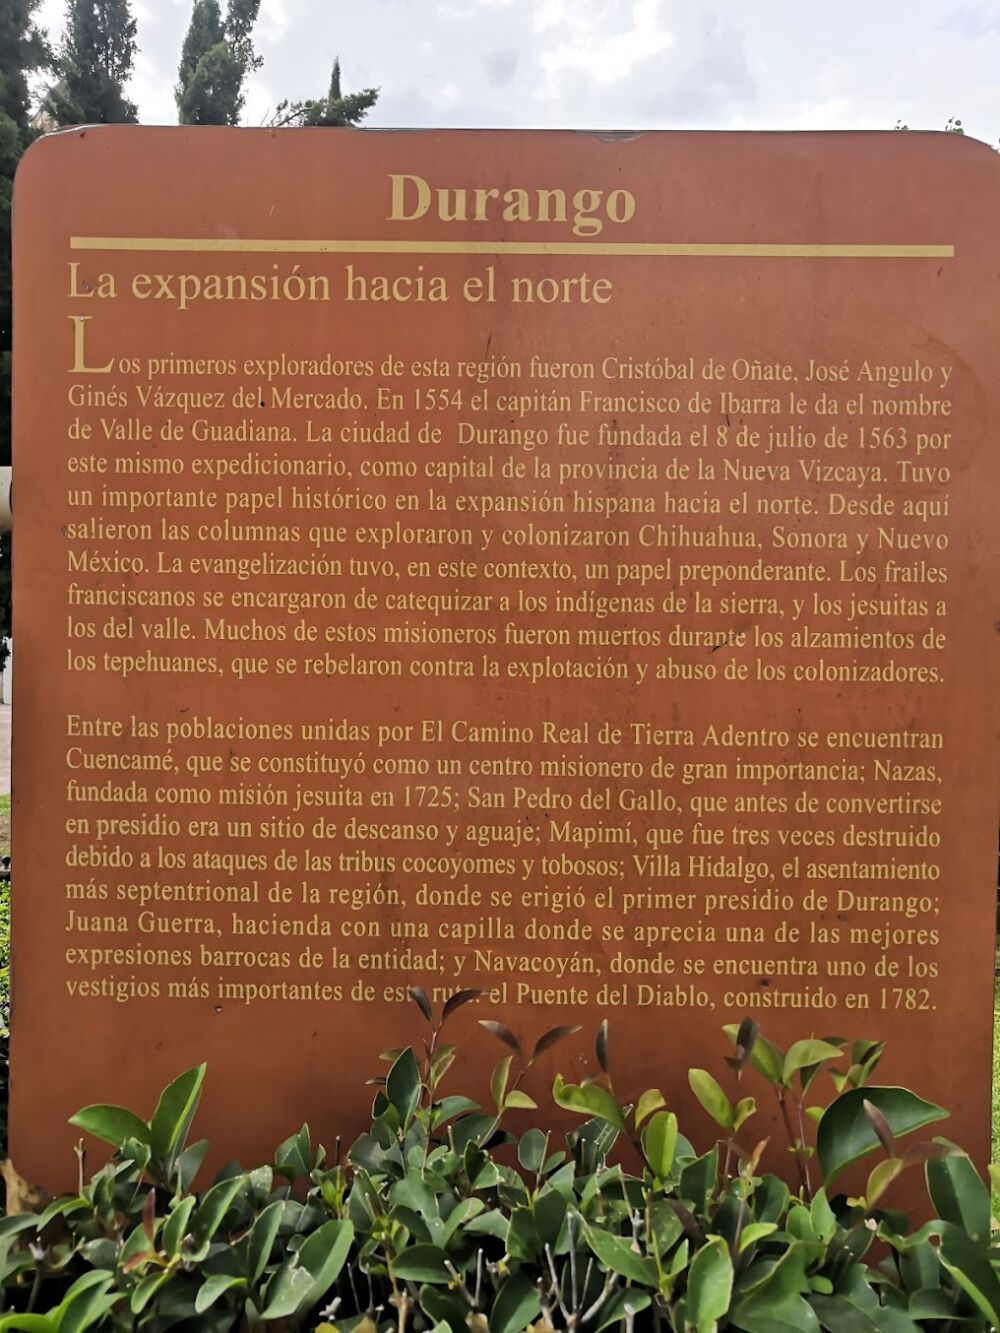 Durango
La expansión hacia el norte
Los primeros exploradores de esta región fueron Cristóbal de Oñate, José Angulo y
Ginés Vázquez del Mercado. En 1554 el capitán Francisco de Ibarra le da el nombre
de Valle de Guadiana. La ciudad de Durango fue fundada el 8 de julio de 1563 por
este mismo expedicionario, como capital de la provincia de la Nueva Vizcaya. Tuvo
un importante papel histórico en la expansión hispana hacia el norte. Desde aquí
salieron las columnas que exploraron y colonizaron Chihuahua, Sonora y Nuevo
México. La evangelización tuvo, en este contexto, un papel preponderante. Los frailes
franciscanos se encargaron de catequizar a los indígenas de la sierra, y los jesuitas a
los del valle. Muchos de estos misioneros fueron muertos durante los alzamientos de
los tepehuanes, que se rebelaron contra la explotación y abuso de los colonizadores.
Entre las poblaciones unidas por El Camino Real de Tierra Adentro se encuentran
Cuencamé, que se constituyó como un centro misionero de gran importancia; Nazas,
fundada como misión jesuita en 1725; San Pedro del Gallo, que antes de convertirse
en presidio era un sitio de descanso y aguaje; Mapimí, que fue tres veces destruido
debido a los ataques de las tribus cocoyomes y tobosos; Villa Hidalgo, el asentamiento
más septentrional de la región, donde se erigió el primer presidio de Durango;
Juana Guerra, hacienda con una capilla donde se aprecia una de las mejores
expresiones barrocas de la entidad; y Navacoyán, donde se encuentra uno de los
vestigios más importantes de el Puente del Diablo, construido en 1782.